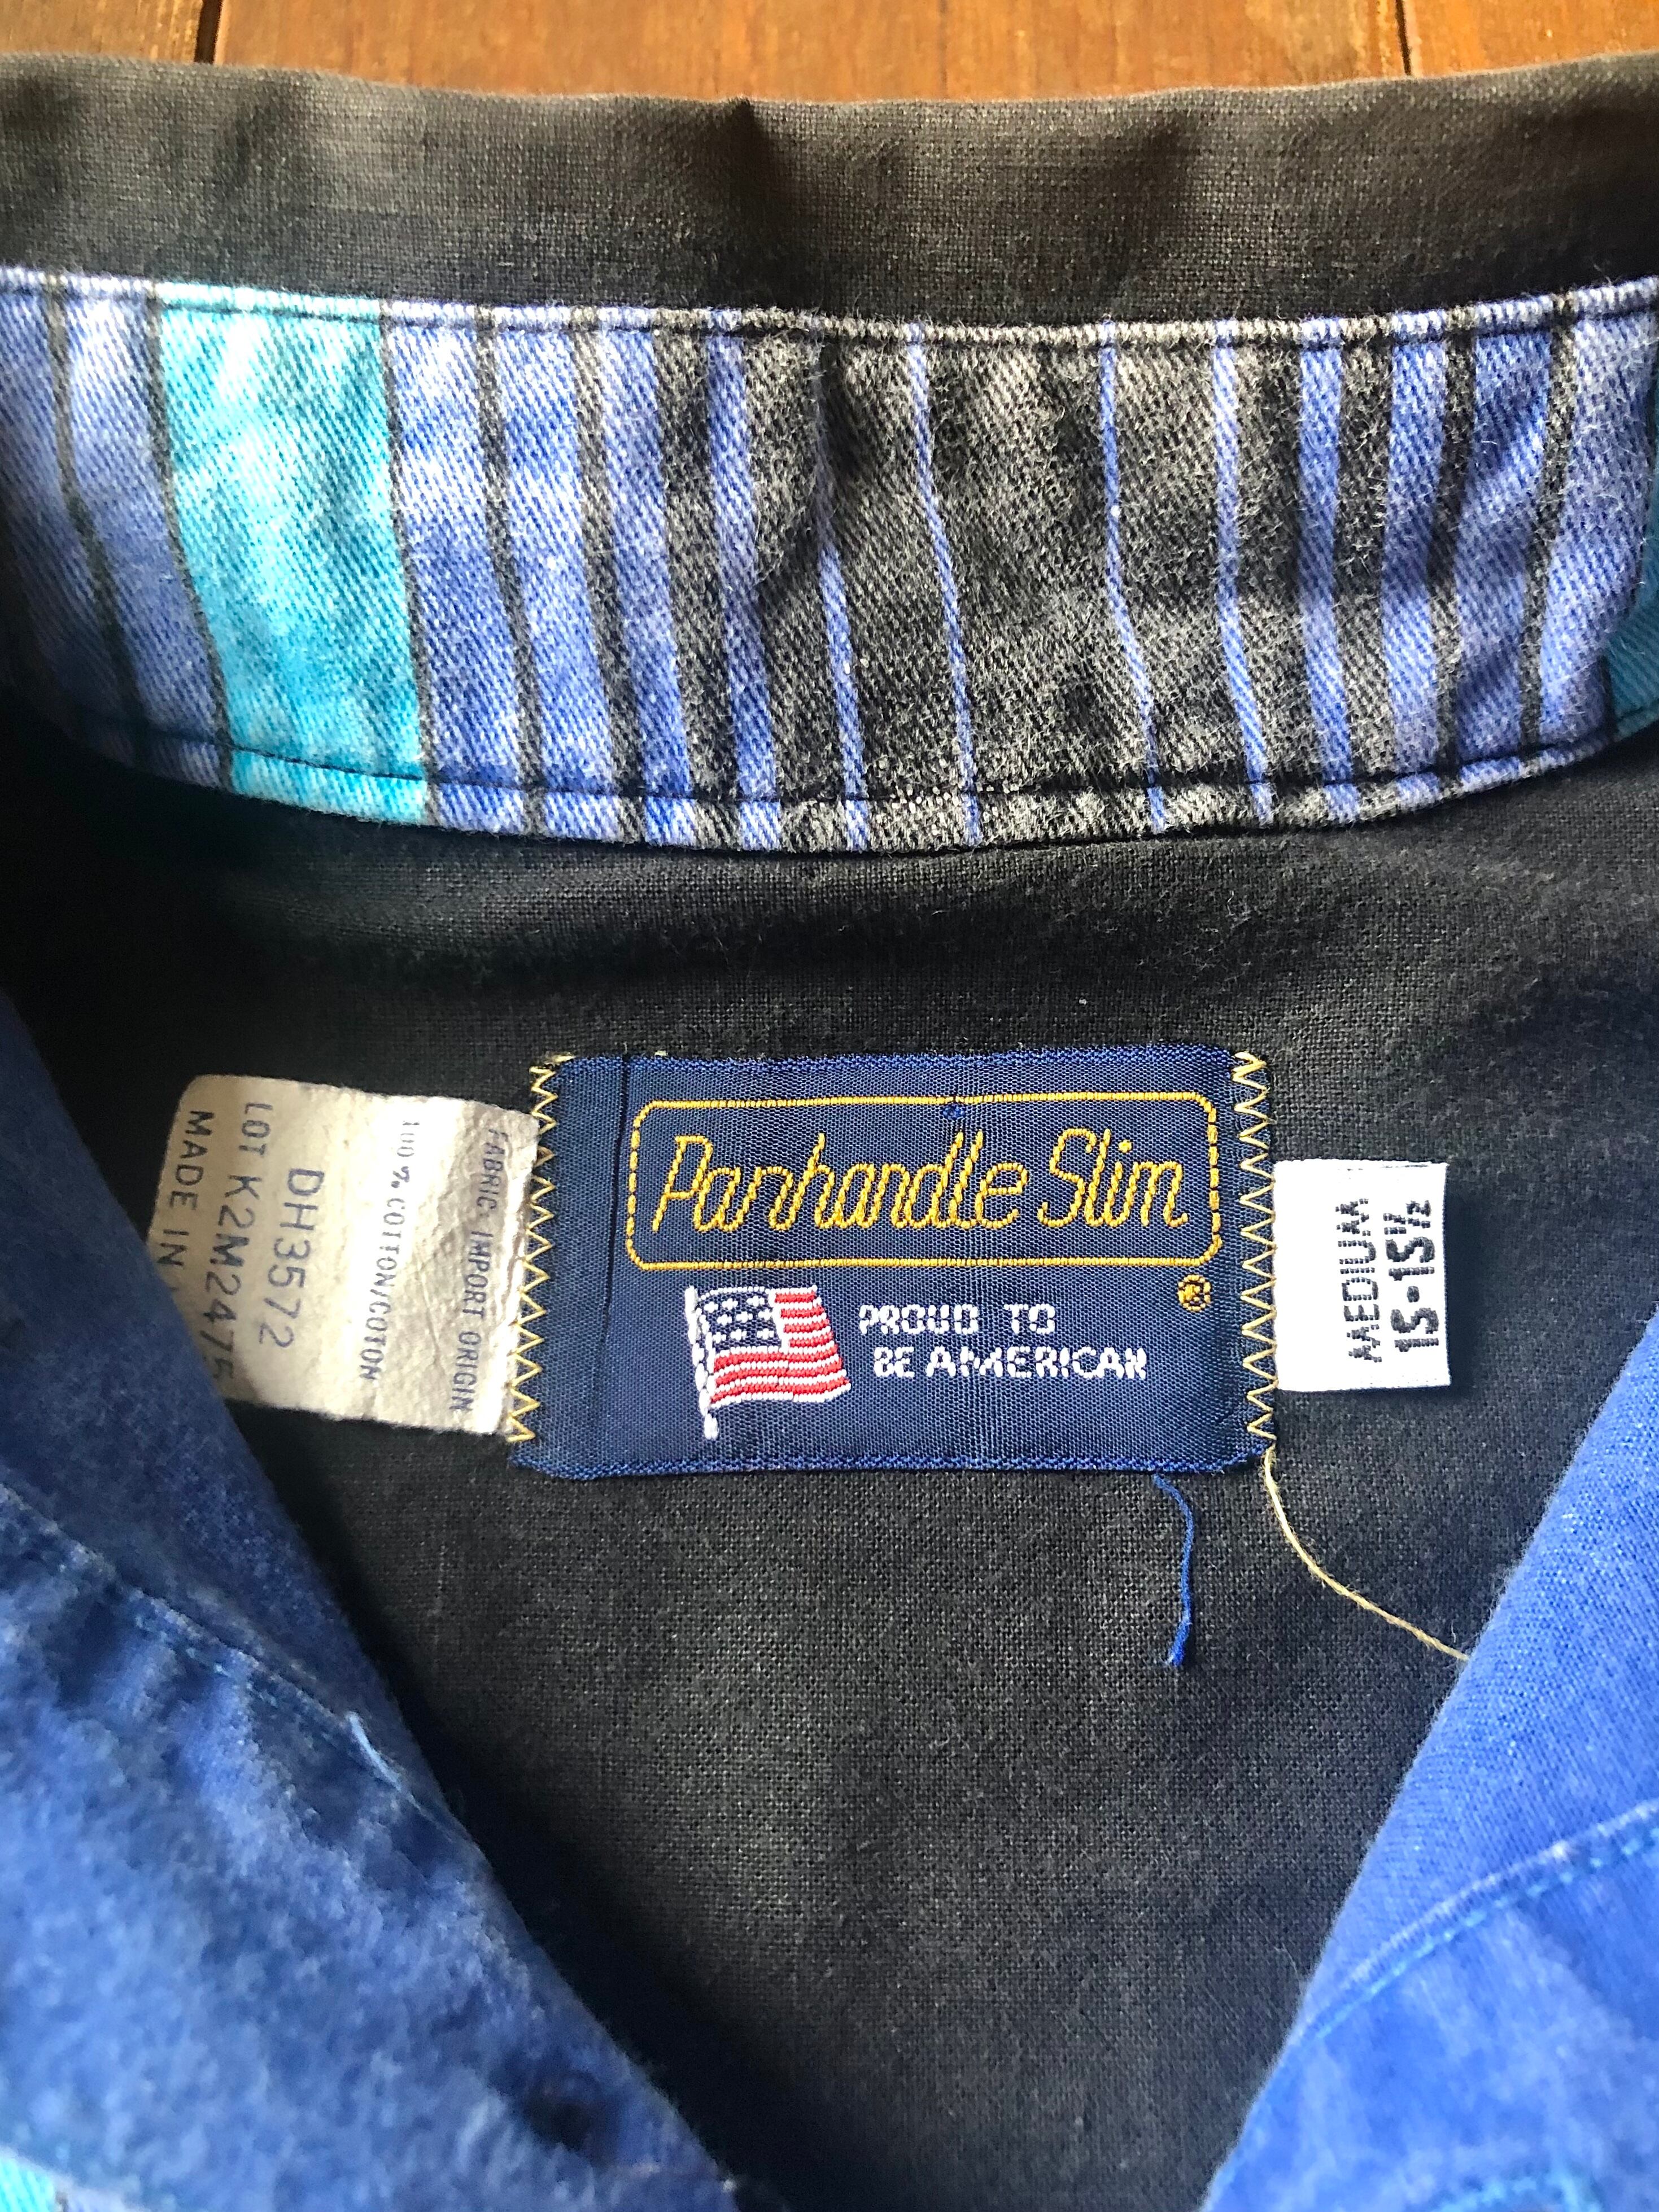 FABRIC IMPORT ORIGIN
100% COTTON/COTON
DH3572
LOT K2M2475
MADE IN
Panhandle Slim
®
PROUD TO
BE AMERICAN
MEDIUM
15-15½